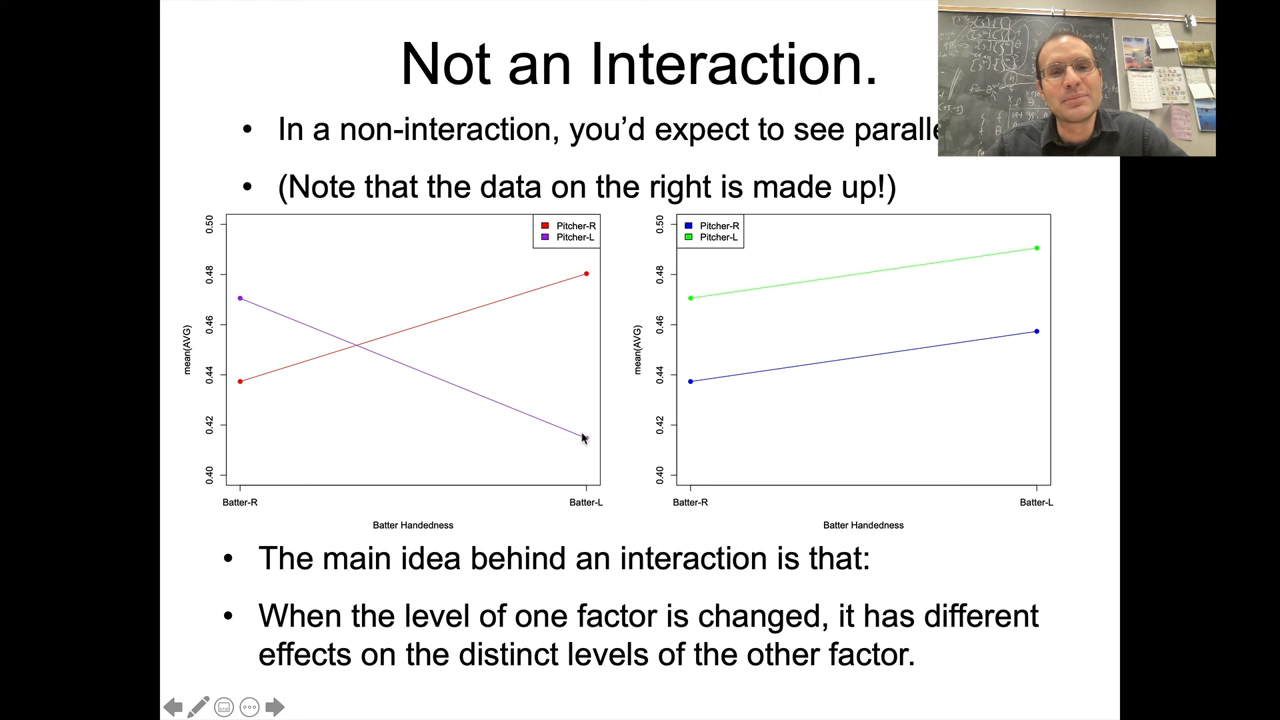 Not an Interaction.
• In a non-interaction, you’d expect to see
• (Note that the data on the right is made up!)
Pitcher-R
Pitcher-L
0.50
0.48
0.46
0.44
0.42
0.40
mean(AVG)
Batter-R
Batter-L
Batter Handedness
Pitcher-R
Pitcher-L
0.50
0.48
0.46
0.44
0.42
0.40
mean(AVG)
Batter-R
Batter-L
Batter Handedness
• The main idea behind an interaction is that:
• When the level of one factor is changed, it has different
effects on the distinct levels of the other factor.